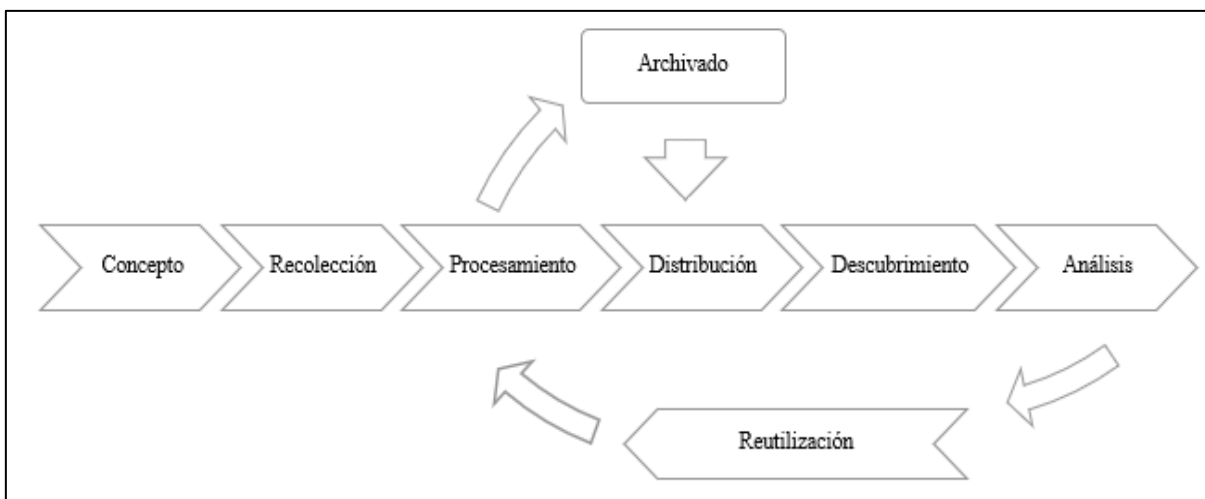 Archivado
Concepto
Recolección
Procesamiento
Distribución
Descubrimiento
Análisis
Reutilización